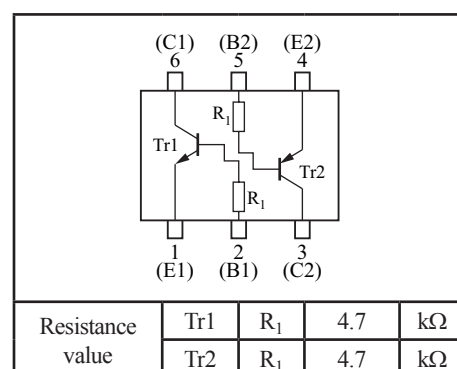 (C1) (B2) (E2)
6 5 4
R1
Tr1
Tr2
R1
1 2 3
(E1) (B1) (C2)
Resistance value Tr1 R1 4.7 kΩ
Tr2 R1 4.7 kΩ